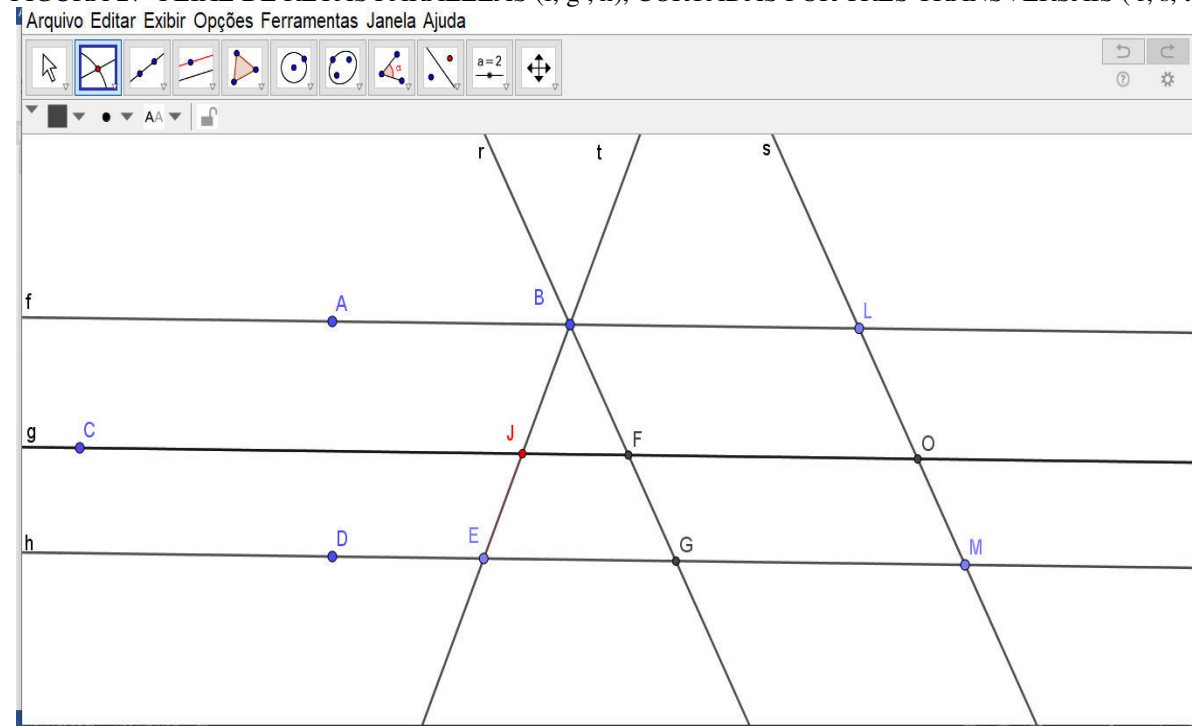 Arquivo Editar Exibir Opções Ferramentas Janela Ajuda
α
a=2
AA
r
t
s
f
A
B
L
g
C
J
F
O
h
D
E
G
M